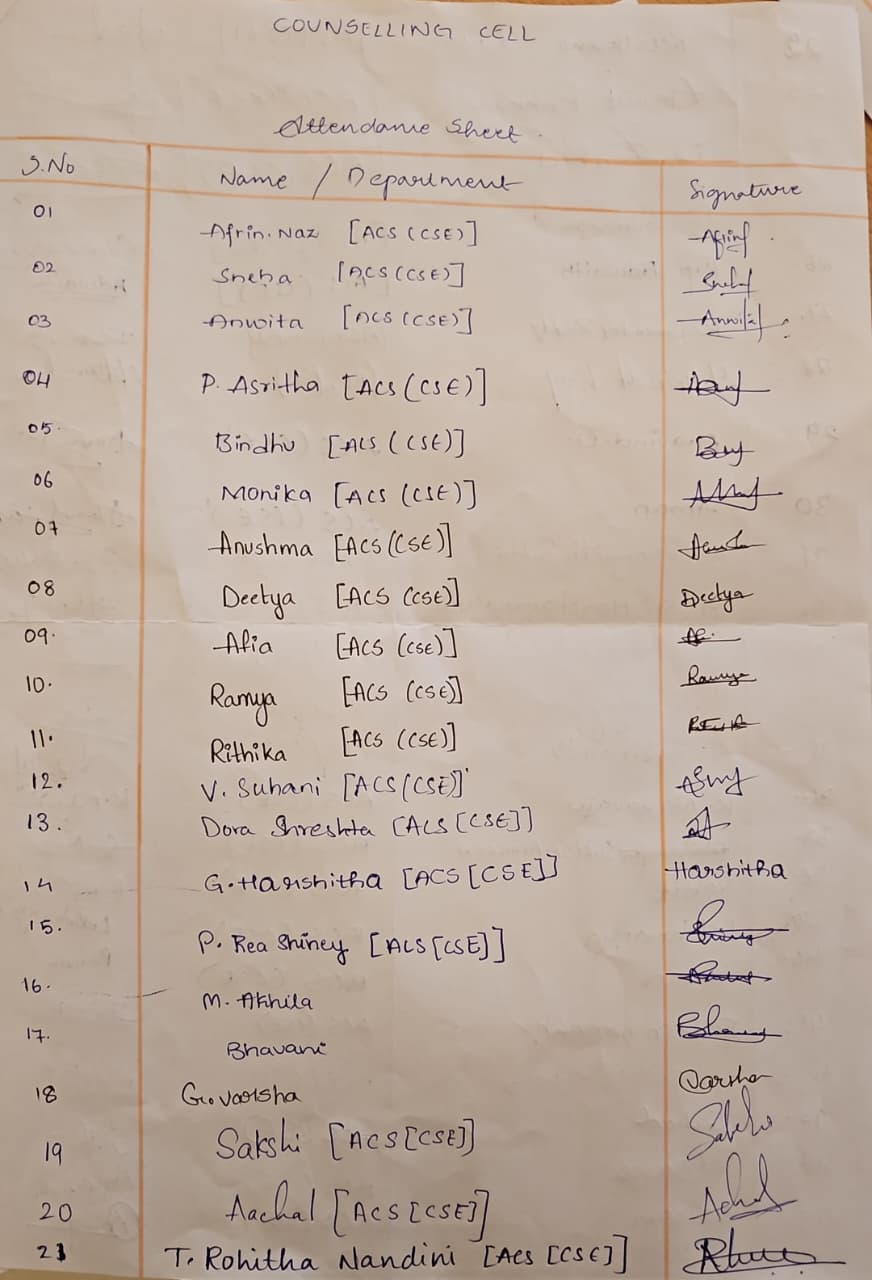 COUNSELLING CELL
Attendance Sheet.
S.No Name / Department Signature
01 Afrin. Naz [ACS (CSE)] Afrin
02 Sneha [ACS (CSE)] Sneha
03 Anwita [ACS (CSE)] Anwita
04 P. Asritha [ACS (CSE)]
05. Bindhu [ACS (CSE)]
06 Monika [ACS (CSE)]
07 Anushma [ACS (CSE)]
08 Deetya [ACS (CSE)] Deetya
09. Afia [ACS (CSE)]
10. Ramya [ACS (CSE)] Ramya
11. Rithika [ACS (CSE)]
12. V. Suhani [ACS (CSE)]
13. Dora Shreshta [ACS [CSE]]
14 G. Harshitha [ACS [CSE]] Harshitha
15. P. Rea Shiney [ACS [CSE]]
16. M. Akhila
17. Bhavani
18 G. Varsha Varsha
19 Sakshi [ACS [CSE]]
20 Aachal [ACS [CSE]]
21 T. Rohitha Nandini [ACS [CSE]]